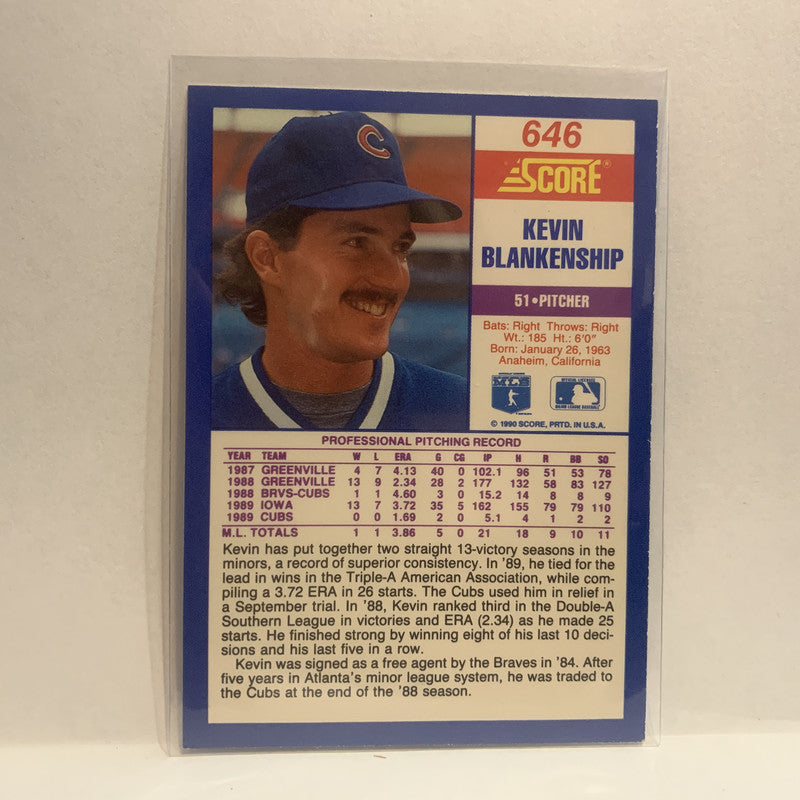 C
646
SCORE®
KEVIN
BLANKENSHIP
51•PITCHER
Bats: Right Throws: Right
Wt.: 185 Ht.: 6'0"
Born: January 26, 1963
Anaheim, California
OFFICIAL LICENSEE
MAJOR LEAGUE BASEBALL
© 1990 SCORE, PRTD. IN U.S.A.
PROFESSIONAL PITCHING RECORD
YEAR TEAM W L ERA G CG IP H R BB SO
1987 GREENVILLE 4 7 4.13 40 0 102.1 96 51 53 78
1988 GREENVILLE 13 9 2.34 28 2 177 132 58 83 127
1988 BRVS-CUBS 1 1 4.60 3 0 15.2 14 8 8 9
1989 IOWA 13 7 3.72 35 5 162 155 79 79 110
1989 CUBS 0 0 1.69 2 0 5.1 4 1 2 2
M.L. TOTALS 1 1 3.86 5 0 21 18 9 10 11
Kevin has put together two straight 13-victory seasons in the
minors, a record of superior consistency. In '89, he tied for the
lead in wins in the Triple-A American Association, while com-
piling a 3.72 ERA in 26 starts. The Cubs used him in relief in
a September trial. In '88, Kevin ranked third in the Double-A
Southern League in victories and ERA (2.34) as he made 25
starts. He finished strong by winning eight of his last 10 deci-
sions and his last five in a row.
Kevin was signed as a free agent by the Braves in '84. After
five years in Atlanta's minor league system, he was traded to
the Cubs at the end of the '88 season.